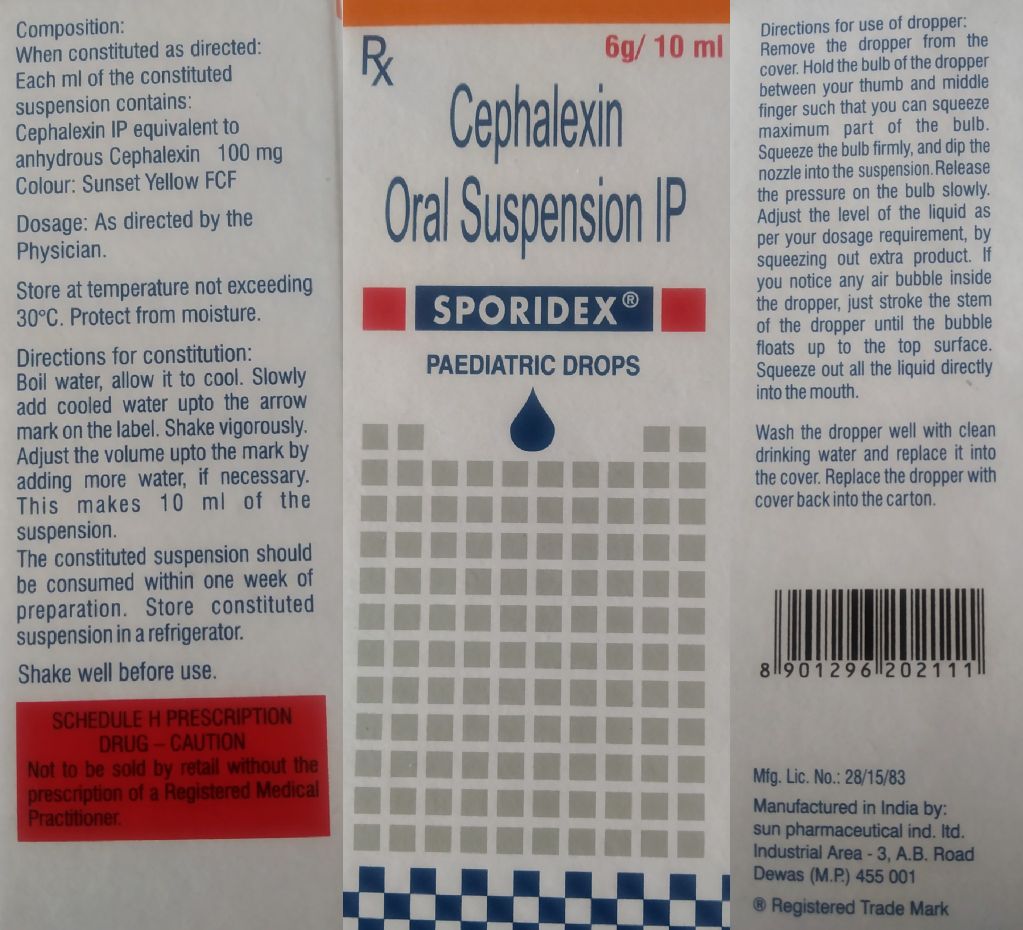 Composition:
When constituted as directed:
Each ml of the constituted
suspension contains:
Cephalexin IP equivalent to
anhydrous Cephalexin 100 mg
Colour: Sunset Yellow FCF
Dosage: As directed by the
Physician.
Store at temperature not exceeding
30°C. Protect from moisture.
Directions for constitution:
Boil water, allow it to cool. Slowly
add cooled water upto the arrow
mark on the label. Shake vigorously.
Adjust the volume upto the mark by
adding more water, if necessary.
This makes 10 ml of the
suspension.
The constituted suspension should
be consumed within one week of
preparation. Store constituted
suspension in a refrigerator.
Shake well before use.
SCHEDULE H PRESCRIPTION
DRUG – CAUTION
Not to be sold by retail without the
prescription of a Registered Medical
Practitioner.
Rx
6g/ 10 ml
Cephalexin
Oral Suspension IP
SPORIDEX®
PAEDIATRIC DROPS
Directions for use of dropper:
Remove the dropper from the
cover. Hold the bulb of the dropper
between your thumb and middle
finger such that you can squeeze
maximum part of the bulb.
Squeeze the bulb firmly, and dip the
nozzle into the suspension. Release
the pressure on the bulb slowly.
Adjust the level of the liquid as
per your dosage requirement, by
squeezing out extra product. If
you notice any air bubble inside
the dropper, just stroke the stem
of the dropper until the bubble
floats up to the top surface.
Squeeze out all the liquid directly
into the mouth.
Wash the dropper well with clean
drinking water and replace it into
the cover. Replace the dropper with
cover back into the carton.
8 901296 202111
Mfg. Lic. No.: 28/15/83
Manufactured in India by:
sun pharmaceutical ind. ltd.
Industrial Area - 3, A.B. Road
Dewas (M.P.) 455 001
® Registered Trade Mark